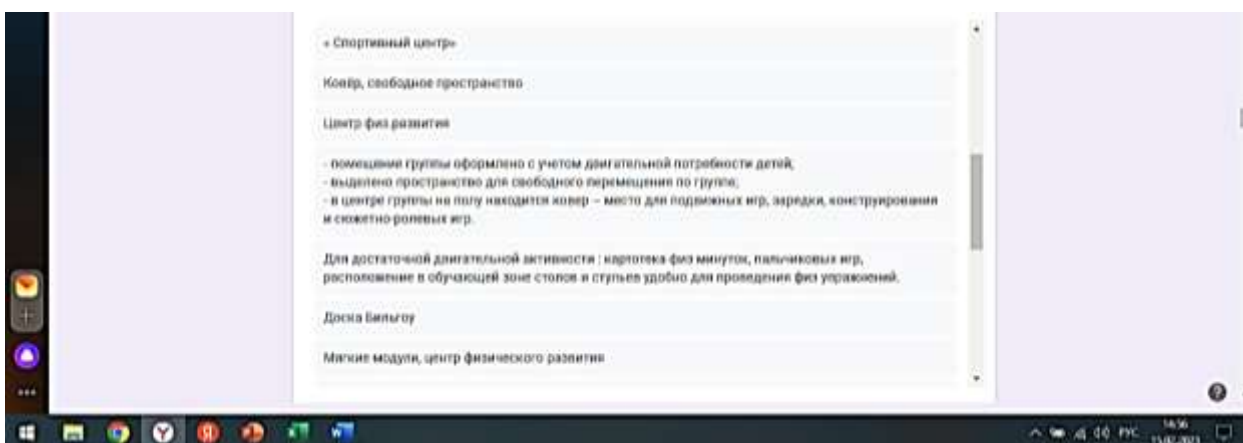 « Спортивный центр»
Ковёр, свободное пространство
Центр физ развития
- помещение группы оформлено с учетом двигательной потребности детей;
- выделено пространство для свободного перемещения по группе;
- в центре группы на полу находится ковер – место для подвижных игр, зарядки, конструирования
и сюжетно-ролевых игр.
Для достаточной двигательной активности : картотека физ минуток, пальчиковых игр,
расположение в обучающей зоне столов и стульев удобно для проведения физ упражнений.
Доска Бильгоу
Мягкие модули, центр физического развития
РУС
14:56